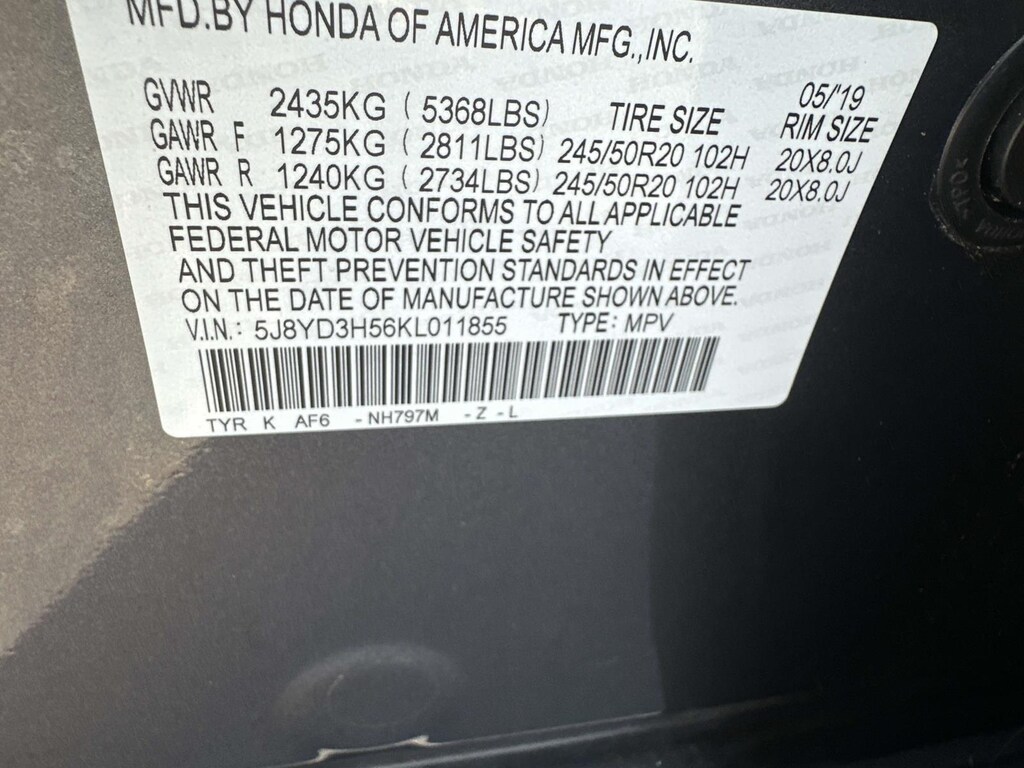 MFD.BY HONDA OF AMERICA MFG.,INC.
05/'19
GVWR 2435KG ( 5368LBS) TIRE SIZE RIM SIZE
GAWR F 1275KG ( 2811LBS) 245/50R20 102H 20X8.0J
GAWR R 1240KG ( 2734LBS) 245/50R20 102H 20X8.0J
THIS VEHICLE CONFORMS TO ALL APPLICABLE
FEDERAL MOTOR VEHICLE SAFETY
AND THEFT PREVENTION STANDARDS IN EFFECT
ON THE DATE OF MANUFACTURE SHOWN ABOVE.
V.I.N.: 5J8YD3H56KL011855 TYPE: MPV
TYR K AF6 -NH797M -Z -L